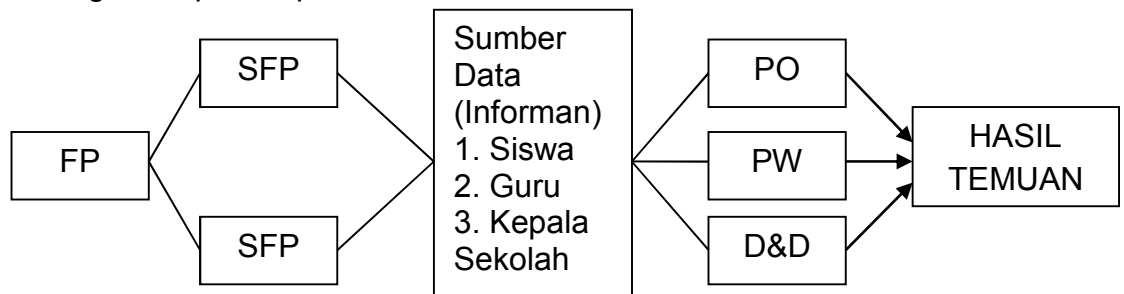 FP
SFP
SFP
Sumber
Data
(Informan)
1. Siswa
2. Guru
3. Kepala
Sekolah
PO
PW
D&D
HASIL
TEMUAN